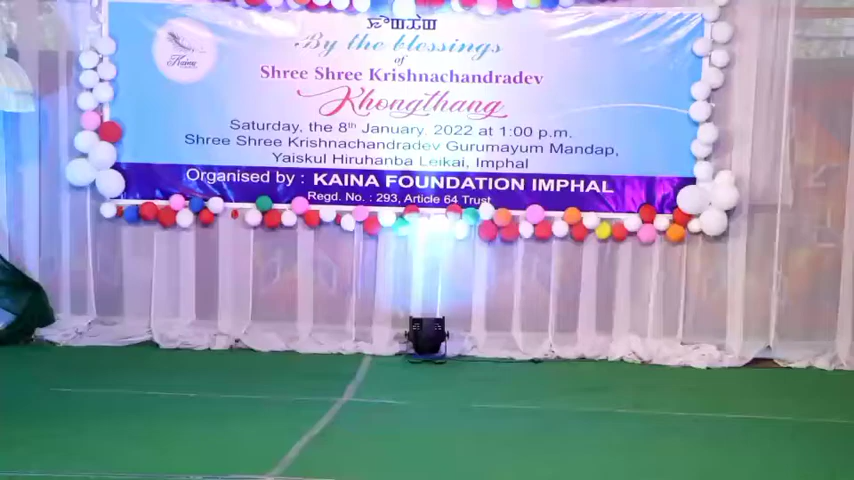 By the blessings
of
Shree Shree Krishnachandradev
Khongthang
Saturday, the 8th January, 2022 at 1:00 p.m.
Shree Shree Krishnachandradev Gurumayum Mandap,
YAISKUL Hiruhanba Leikai, IMPHAL
Organised by : KAINA FOUNDATION IMPHAL
Regd. No. : 293, Article 64 Trust
Kaina